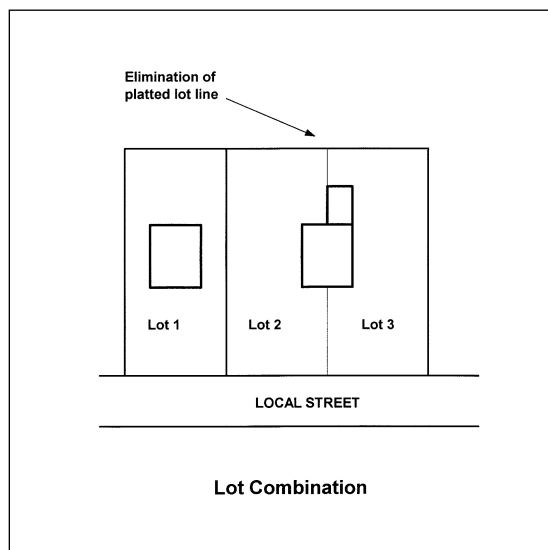 Elimination of
platted lot line
Lot 1
Lot 2
Lot 3
LOCAL STREET
Lot Combination